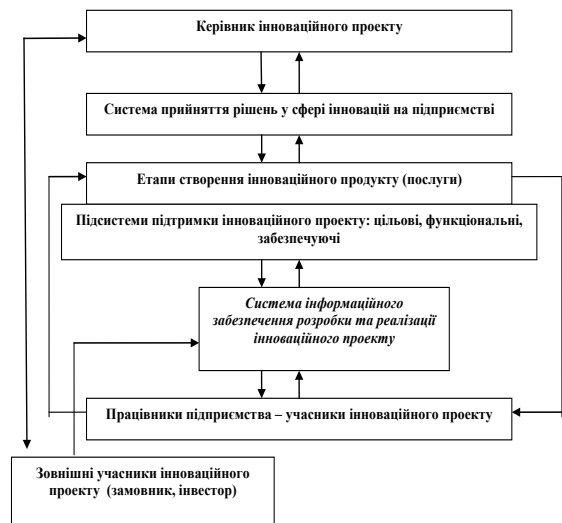 Керівник інноваційного проекту
Система прийняття рішень у сфері інновацій на підприємстві
Етапи створення інноваційного продукту (послуги)
Підсистеми підтримки інноваційного проекту: цільові, функціональні,
забезпечуючі
Система інформаційного
забезпечення розробки та реалізації
інноваційного проекту
Працівники підприємства – учасники інноваційного проекту
Зовнішні учасники інноваційного
проекту (замовник, інвестор)